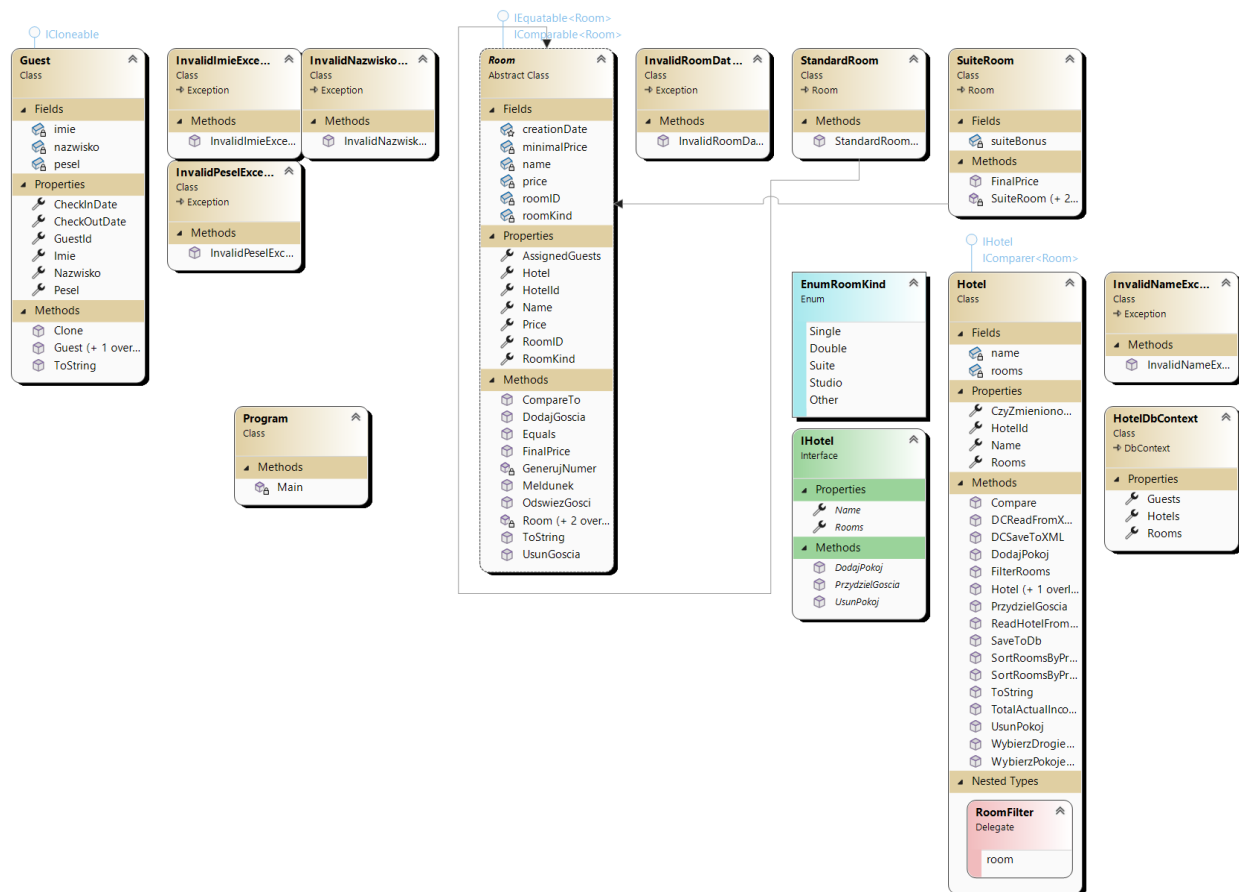 ICloneable
Guest
Class
Fields
imie
nazwisko
pesel
Properties
CheckInDate
CheckOutDate
GuestId
Imie
Nazwisko
Pesel
Methods
Clone
Guest (+ 1 over...
ToString
InvalidImieExce...
Class
Exception
Methods
InvalidImieExce...
InvalidNazwisko...
Class
Exception
Methods
InvalidNazwisk...
InvalidPeselExce...
Class
Exception
Methods
InvalidPeselExc...
Program
Class
Methods
Main
IEquatable<Room>
IComparable<Room>
Room
Abstract Class
Fields
creationDate
minimalPrice
name
price
roomID
roomKind
Properties
AssignedGuests
Hotel
HotelId
Name
Price
RoomID
RoomKind
Methods
CompareTo
DodajGoscia
Equals
FinalPrice
GenerujNumer
Meldunek
OdswiezGosci
Room (+ 2 over...
ToString
UsunGoscia
InvalidRoomDat...
Class
Exception
Methods
InvalidRoomDa...
StandardRoom
Class
Room
Methods
StandardRoom...
SuiteRoom
Class
Room
Fields
suiteBonus
Methods
FinalPrice
SuiteRoom (+ 2...
EnumRoomKind
Enum
Single
Double
Suite
Studio
Other
IHotel
Interface
Properties
Name
Rooms
Methods
DodajPokoj
PrzydzielGoscia
UsunPokoj
IHotel
IComparer<Room>
Hotel
Class
Fields
name
rooms
Properties
CzyZmieniono...
HotelId
Name
Rooms
Methods
Compare
DCReadFromX...
DCSaveToXML
DodajPokoj
FilterRooms
Hotel (+ 1 overl...
PrzydzielGoscia
ReadHotelFrom...
SaveToDb
SortRoomsByPr...
SortRoomsByPr...
ToString
TotalActualInco...
UsunPokoj
WybierzDrogie...
WybierzPokoje...
Nested Types
RoomFilter
Delegate
room
InvalidNameExc...
Class
Exception
Methods
InvalidNameEx...
HotelDbContext
Class
DbContext
Properties
Guests
Hotels
Rooms